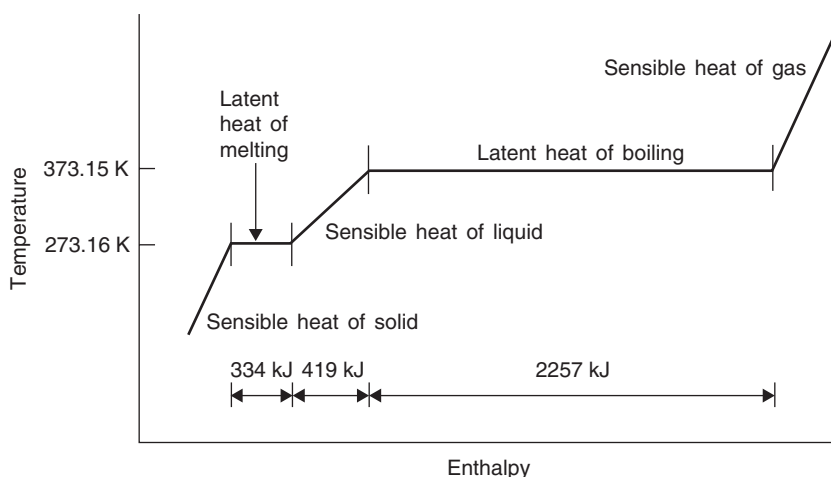 Sensible heat of gas
Latent
heat of
melting
373.15 K
Latent heat of boiling
Temperature
273.16 K
Sensible heat of liquid
Sensible heat of solid
334 kJ 419 kJ 2257 kJ
Enthalpy